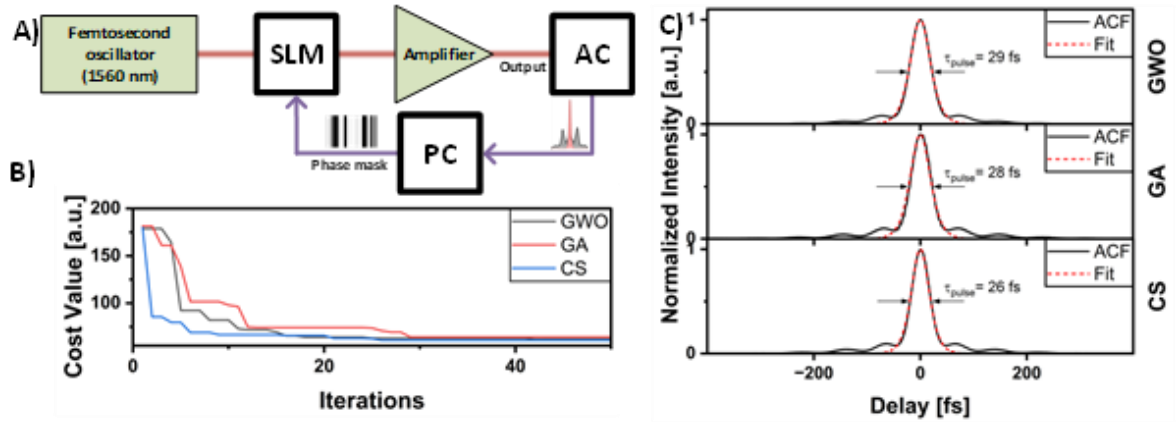 A)
Femtosecond
oscillator
(1560 nm)
SLM
Amplifier
Output
AC
Phase mask
PC
B)
Cost Value [a.u.]
200
150
100
50
GWO
GA
CS
0
20
40
Iterations
C)
Normalized Intensity [a.u.]
1
0
ACF
Fit
τpulse= 29 fs
GWO
1
0
ACF
Fit
τpulse= 28 fs
GA
1
0
ACF
Fit
τpulse= 26 fs
CS
−200
0
200
Delay [fs]